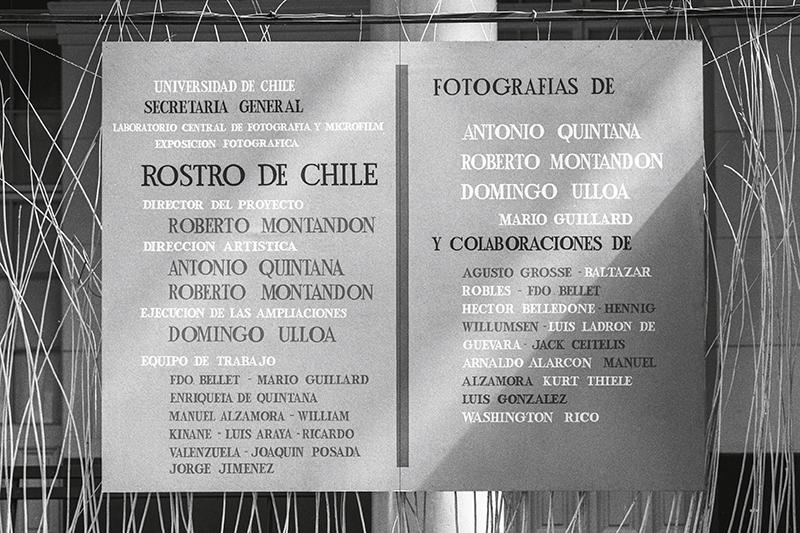 UNIVERSIDAD DE CHILE
SECRETARIA GENERAL
LABORATORIO CENTRAL DE FOTOGRAFIA Y MICROFILM
EXPOSICION FOTOGRAFICA
ROSTRO DE CHILE
DIRECTOR DEL PROYECTO
ROBERTO MONTANDON
DIRECCION ARTISTICA
ANTONIO QUINTANA
ROBERTO MONTANDON
EJECUCION DE LAS AMPLIACIONES
DOMINGO ULLOA
EQUIPO DE TRABAJO
FDO BELLET - MARIO GUILLARD
ENRIQUETA DE QUINTANA
MANUEL ALZAMORA - WILLIAM
KINANE - LUIS ARAYA - RICARDO
VALENZUELA - JOAQUIN POSADA
JORGE JIMENEZ
FOTOGRAFIAS DE
ANTONIO QUINTANA
ROBERTO MONTANDON
DOMINGO ULLOA
MARIO GUILLARD
Y COLABORACIONES DE
AGUSTO GROSSE - BALTAZAR
ROBLES - FDO BELLET
HECTOR BELLEDONE - HENNIG
WILLUMSEN - LUIS LADRON DE
GUEVARA - JACK CEITELIS
ARNALDO ALARCON MANUEL
ALZAMORA KURT THIELE
LUIS GONZALEZ
WASHINGTON RICO